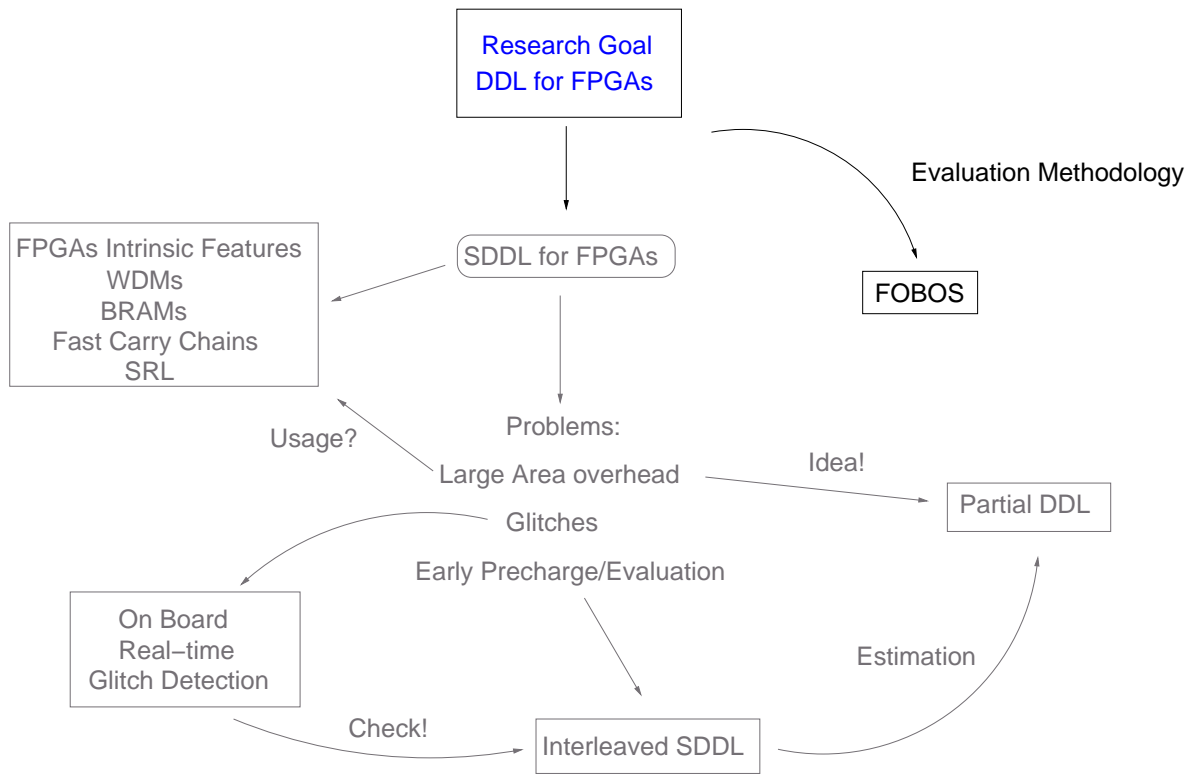 Research Goal
DDL for FPGAs
Evaluation Methodology
FPGAs Intrinsic Features
WDMs
BRAMs
Fast Carry Chains
SRL
SDDL for FPGAs
FOBOS
Usage?
Problems:
Large Area overhead
Glitches
Early Precharge/Evaluation
Idea!
Partial DDL
On Board
Real−time
Glitch Detection
Estimation
Check!
Interleaved SDDL